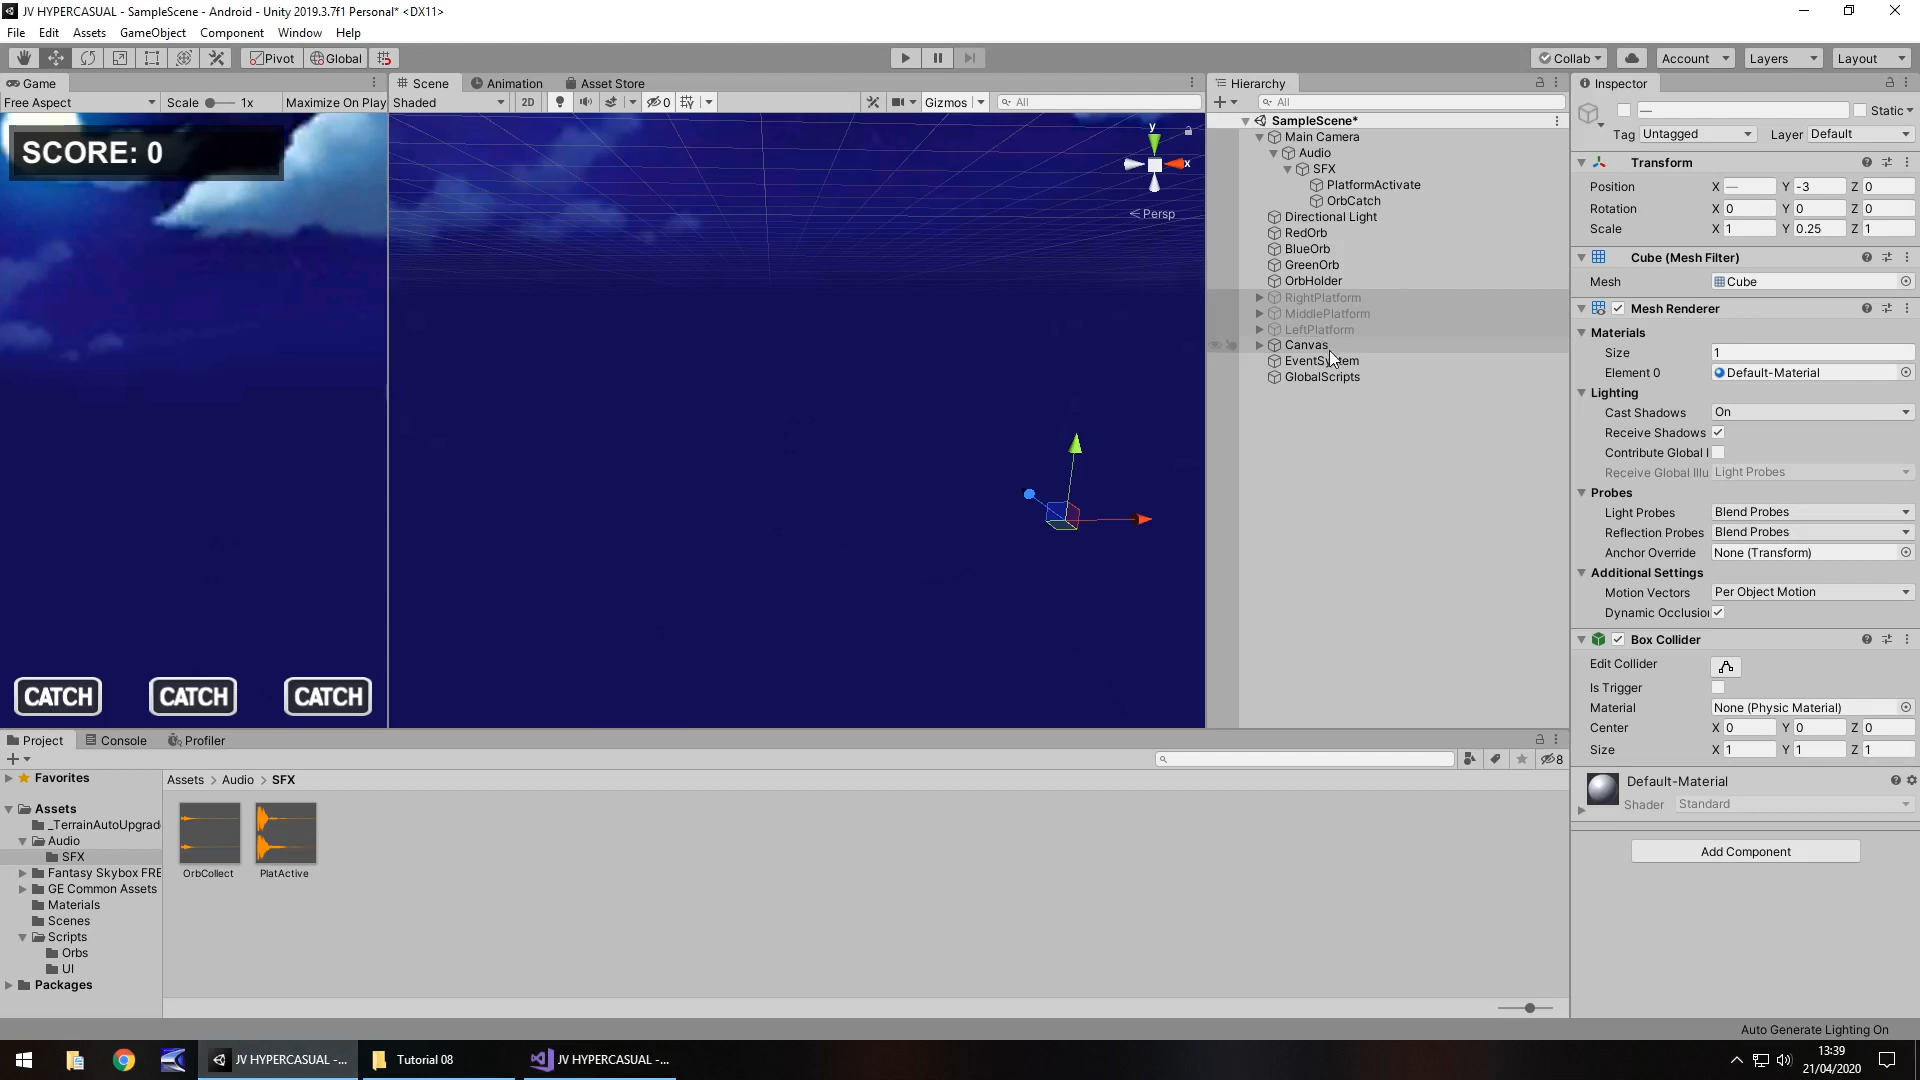 JV HYPERCASUAL - SampleScene - Android - Unity 2019.3.7f1 Personal* <DX11>
File Edit Assets GameObject Component Window Help
Pivot Global Collab Account Layers Layout
Game Scene Animation Asset Store Hierarchy Inspector
Free Aspect Scale 1x Maximize On Play Shaded 2D 0 Gizmos All All Static
SampleScene*
Main Camera
Audio
SFX
PlatformActivate
OrbCatch
Directional Light
RedOrb
BlueOrb
GreenOrb
OrbHolder
RightPlatform
MiddlePlatform
LeftPlatform
Canvas
EventSystem
GlobalScripts
SCORE: 0
y
x
Persp
CATCH CATCH CATCH
Tag Untagged Layer Default
Transform
Position X — Y -3 Z 0
Rotation X 0 Y 0 Z 0
Scale X 1 Y 0.25 Z 1
Cube (Mesh Filter)
Mesh Cube
Mesh Renderer
Materials
Size 1
Element 0 Default-Material
Lighting
Cast Shadows On
Receive Shadows
Contribute Global I
Receive Global Illu Light Probes
Probes
Light Probes Blend Probes
Reflection Probes Blend Probes
Anchor Override None (Transform)
Additional Settings
Motion Vectors Per Object Motion
Dynamic Occlusio
Box Collider
Edit Collider
Is Trigger
Material None (Physic Material)
Center X 0 Y 0 Z 0
Size X 1 Y 1 Z 1
Default-Material
Shader Standard
Add Component
Project Console Profiler
8
Favorites
Assets > Audio > SFX
Assets
_TerrainAutoUpgrad
Audio
SFX
Fantasy Skybox FRE
GE Common Assets
Materials
Scenes
Scripts
Orbs
UI
Packages
OrbCollect PlatActive
Auto Generate Lighting On
JV HYPERCASUAL -... Tutorial 08 JV HYPERCASUAL -...
13:39
21/04/2020